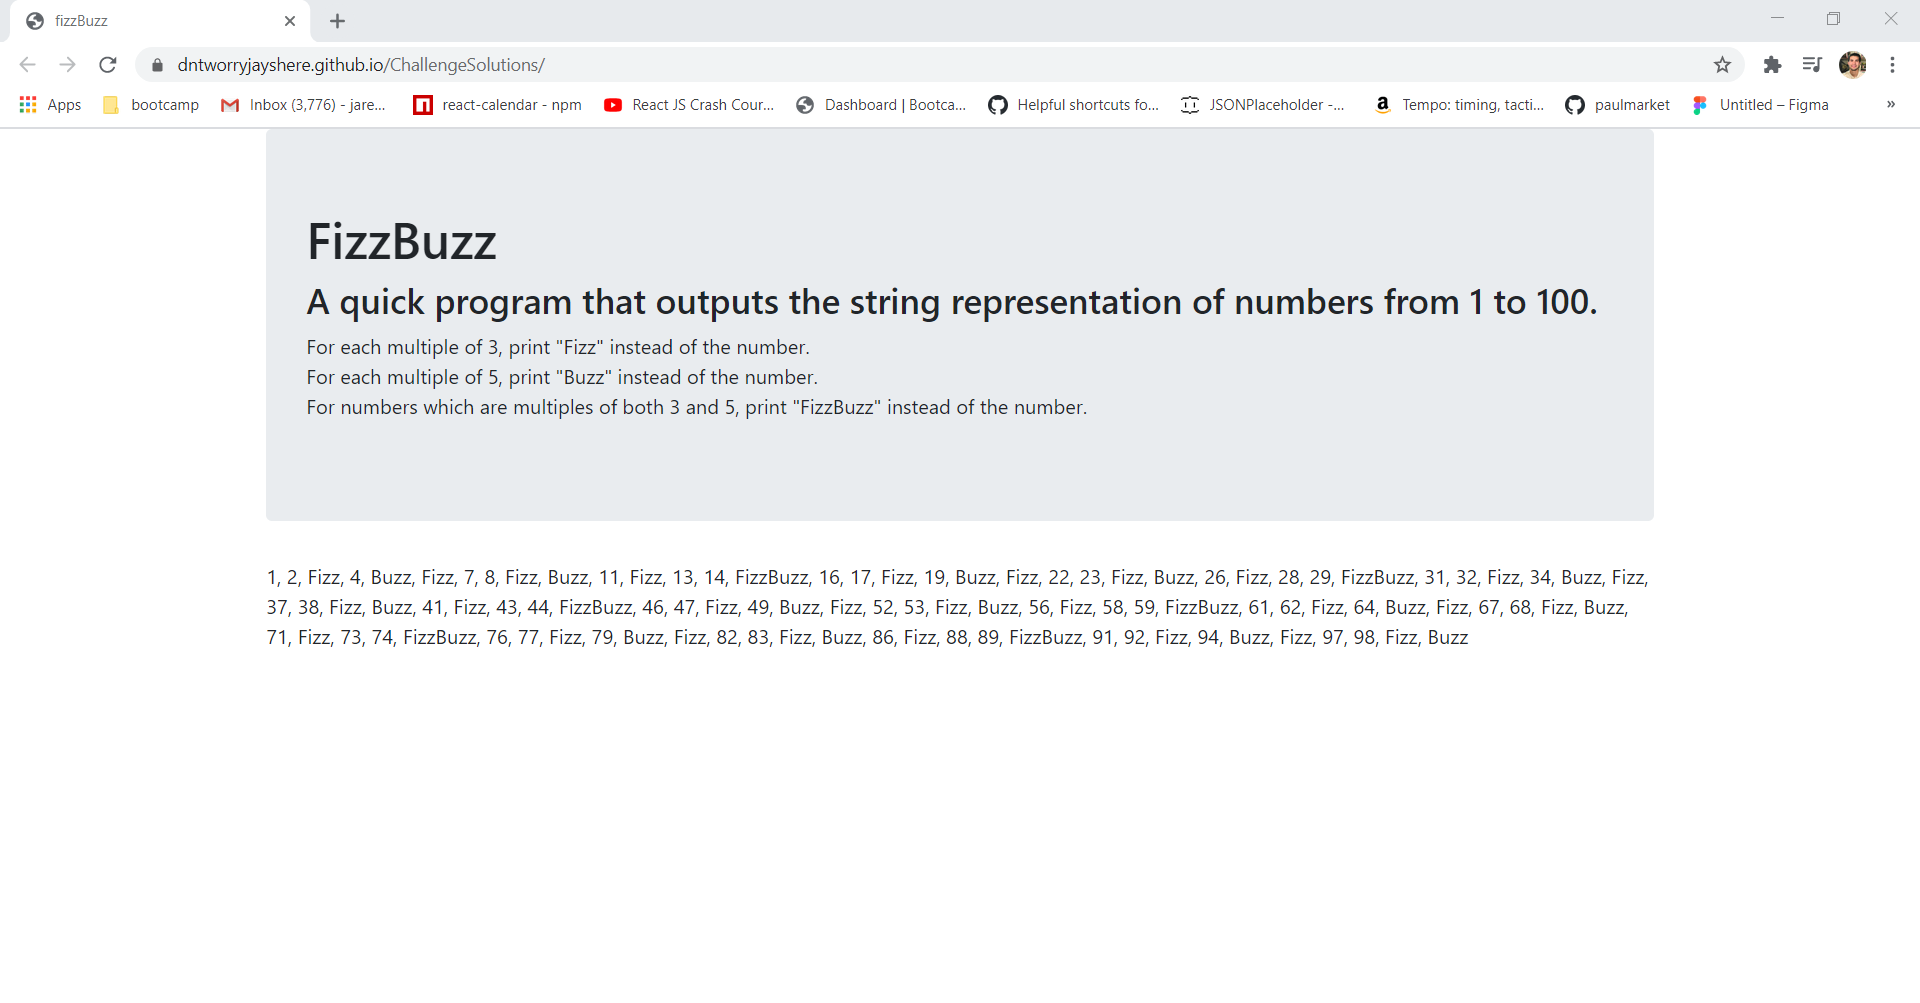 fizzBuzz
dntworryjayshere.github.io/ChallengeSolutions/
Apps bootcamp Inbox (3,776) - jare... react-calendar - npm React JS Crash Cour... Dashboard | Bootca... Helpful shortcuts fo... JSONPlaceholder -... Tempo: timing, tacti... paulmarket Untitled – Figma »
FizzBuzz
A quick program that outputs the string representation of numbers from 1 to 100.
For each multiple of 3, print "Fizz" instead of the number.
For each multiple of 5, print "Buzz" instead of the number.
For numbers which are multiples of both 3 and 5, print "FizzBuzz" instead of the number.
1, 2, Fizz, 4, Buzz, Fizz, 7, 8, Fizz, Buzz, 11, Fizz, 13, 14, FizzBuzz, 16, 17, Fizz, 19, Buzz, Fizz, 22, 23, Fizz, Buzz, 26, Fizz, 28, 29, FizzBuzz, 31, 32, Fizz, 34, Buzz, Fizz,
37, 38, Fizz, Buzz, 41, Fizz, 43, 44, FizzBuzz, 46, 47, Fizz, 49, Buzz, Fizz, 52, 53, Fizz, Buzz, 56, Fizz, 58, 59, FizzBuzz, 61, 62, Fizz, 64, Buzz, Fizz, 67, 68, Fizz, Buzz,
71, Fizz, 73, 74, FizzBuzz, 76, 77, Fizz, 79, Buzz, Fizz, 82, 83, Fizz, Buzz, 86, Fizz, 88, 89, FizzBuzz, 91, 92, Fizz, 94, Buzz, Fizz, 97, 98, Fizz, Buzz